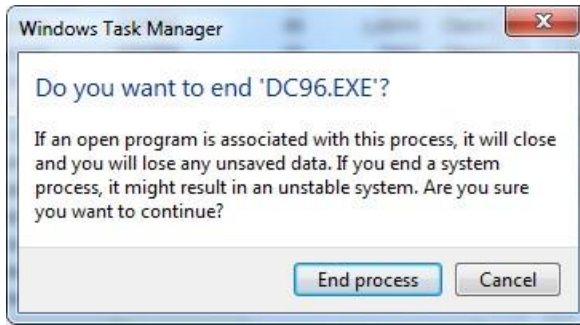 Windows Task Manager
Do you want to end 'DC96.EXE'?
If an open program is associated with this process, it will close
and you will lose any unsaved data. If you end a system
process, it might result in an unstable system. Are you sure
you want to continue?
End process Cancel